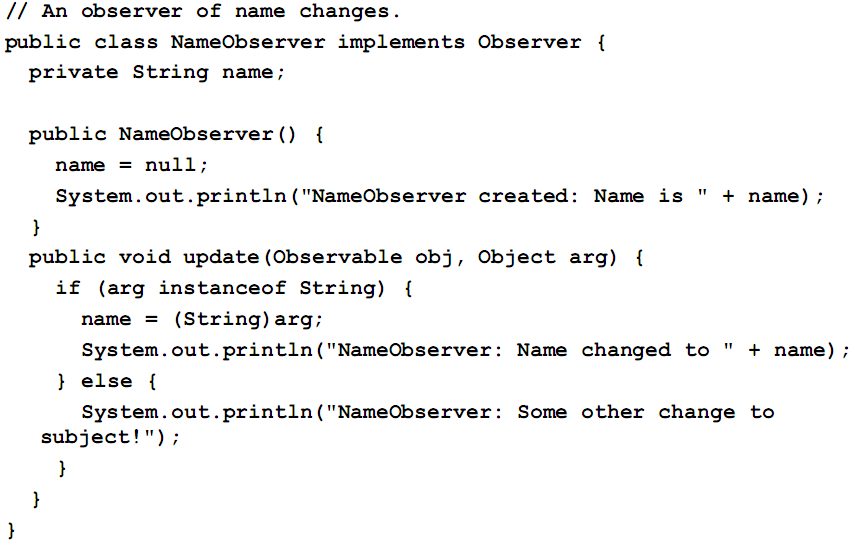 // An observer of name changes.
public class NameObserver implements Observer {
  private String name;

  public NameObserver() {
    name = null;
    System.out.println("NameObserver created: Name is " + name);
  }
  public void update(Observable obj, Object arg) {
    if (arg instanceof String) {
      name = (String)arg;
      System.out.println("NameObserver: Name changed to " + name);
    } else {
      System.out.println("NameObserver: Some other change to
   subject!");
    }
  }
}